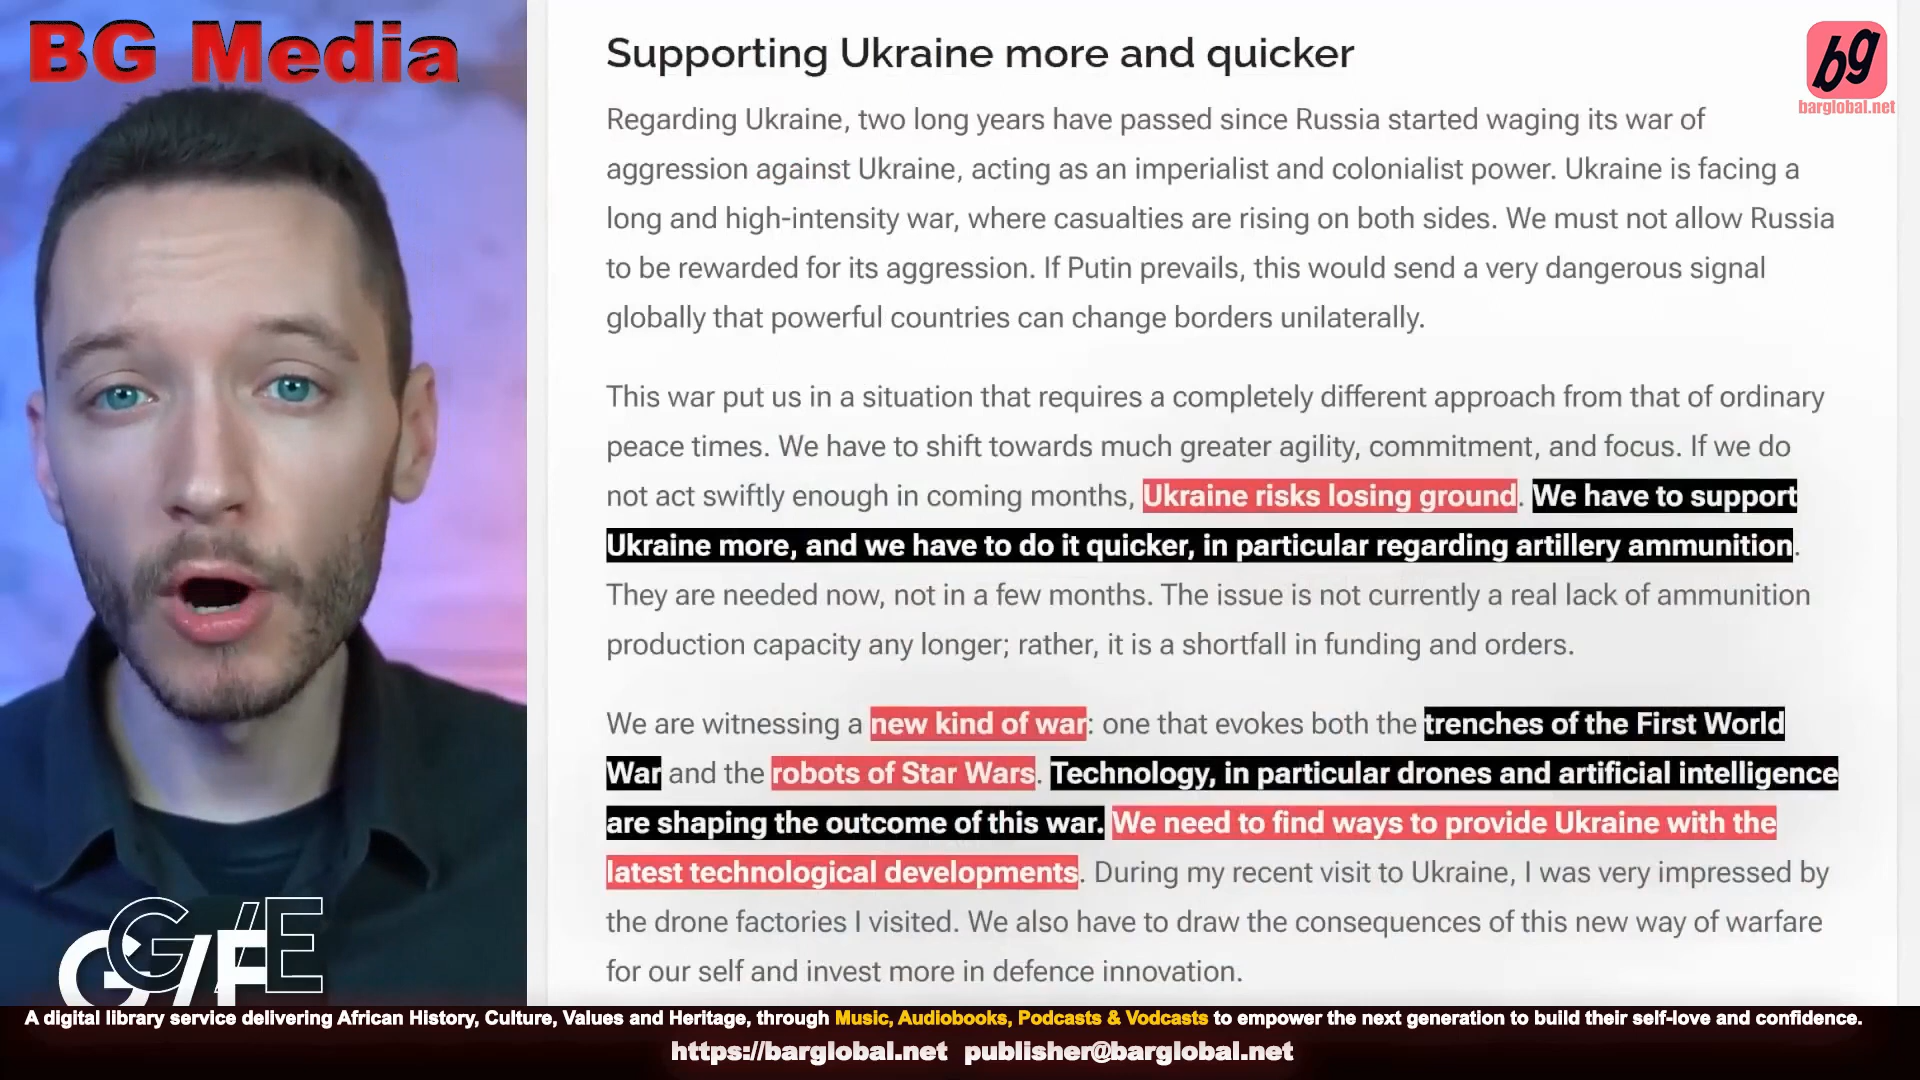 BG Media
bg
barglobal.net
Supporting Ukraine more and quicker
Regarding Ukraine, two long years have passed since Russia started waging its war of
aggression against Ukraine, acting as an imperialist and colonialist power. Ukraine is facing a
long and high-intensity war, where casualties are rising on both sides. We must not allow Russia
to be rewarded for its aggression. If Putin prevails, this would send a very dangerous signal
globally that powerful countries can change borders unilaterally.
This war put us in a situation that requires a completely different approach from that of ordinary
peace times. We have to shift towards much greater agility, commitment, and focus. If we do
not act swiftly enough in coming months, Ukraine risks losing ground. We have to support
Ukraine more, and we have to do it quicker, in particular regarding artillery ammunition.
They are needed now, not in a few months. The issue is not currently a real lack of ammunition
production capacity any longer; rather, it is a shortfall in funding and orders.
We are witnessing a new kind of war: one that evokes both the trenches of the First World
War and the robots of Star Wars. Technology, in particular drones and artificial intelligence
are shaping the outcome of this war. We need to find ways to provide Ukraine with the
latest technological developments. During my recent visit to Ukraine, I was very impressed by
the drone factories I visited. We also have to draw the consequences of this new way of warfare
for our self and invest more in defence innovation.
G/E
G/E
A digital library service delivering African History, Culture, Values and Heritage, through Music, Audiobooks, Podcasts & Vodcasts to empower the next generation to build their self-love and confidence.
https://barglobal.net publisher@barglobal.net